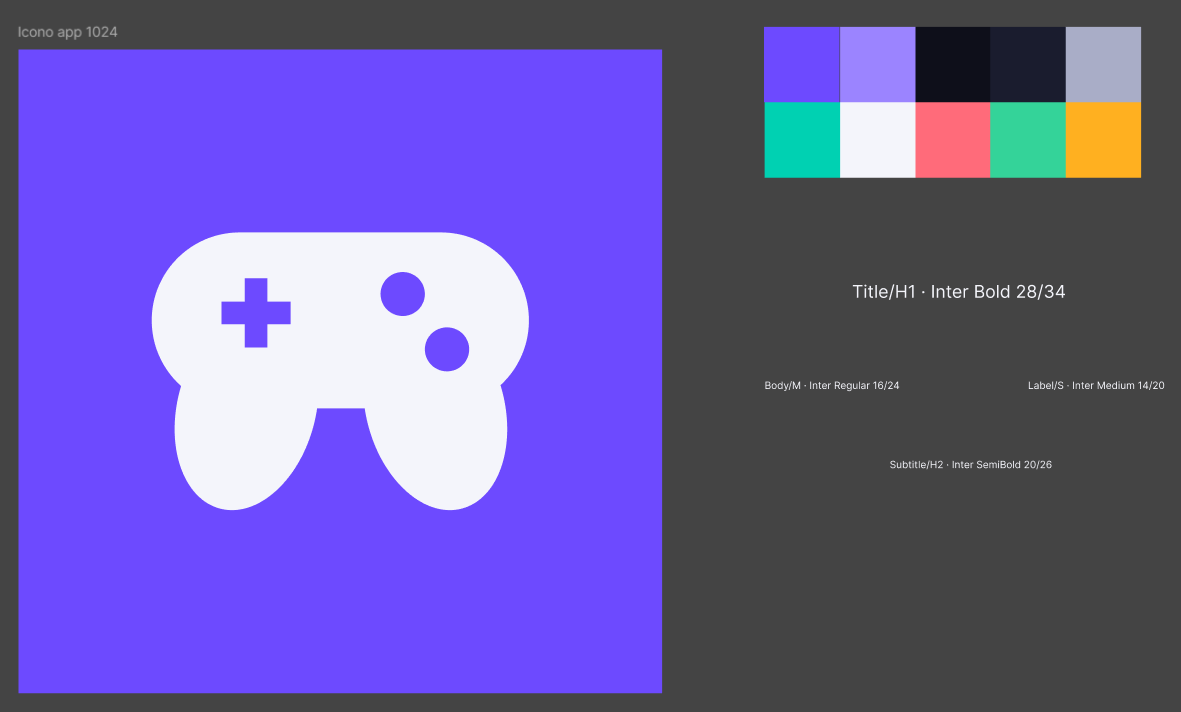 Icono app 1024
Title/H1 · Inter Bold 28/34
Body/M · Inter Regular 16/24
Label/S · Inter Medium 14/20
Subtitle/H2 · Inter SemiBold 20/26